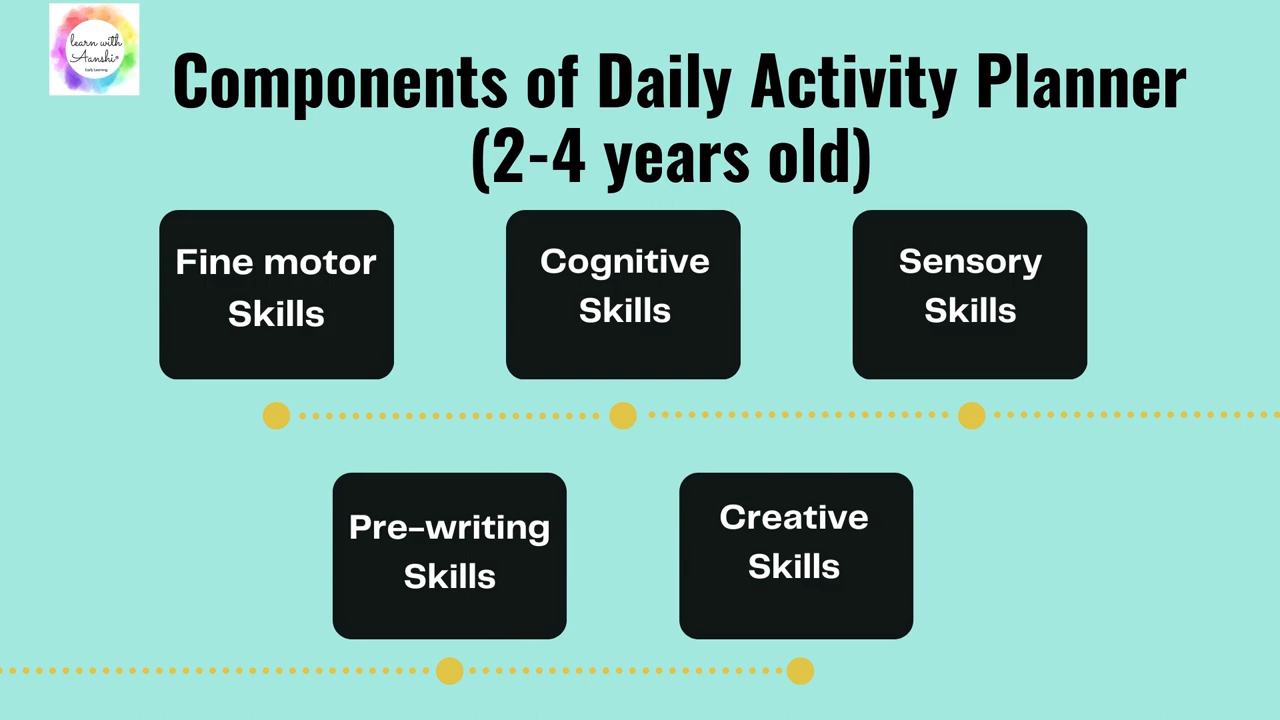 learn with
Aanshi
Early Learning
Components of Daily Activity Planner
(2-4 years old)
Fine motor
Skills
Cognitive
Skills
Sensory
Skills
Pre-writing
Skills
Creative
Skills